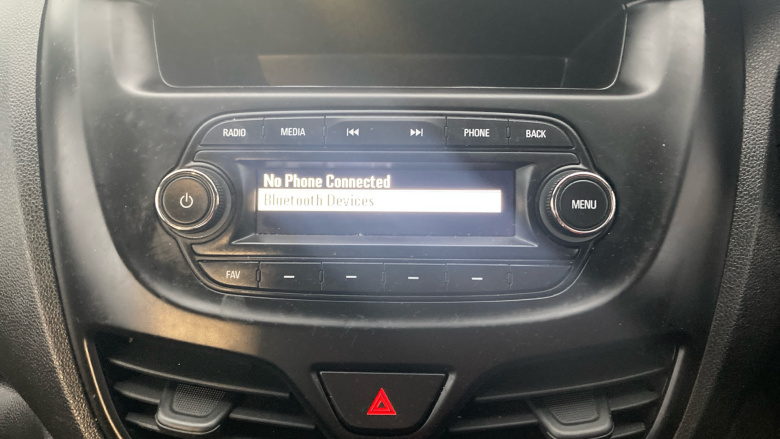 RADIO MEDIA PHONE BACK
No Phone Connected
Bluetooth Devices
MENU
FAV